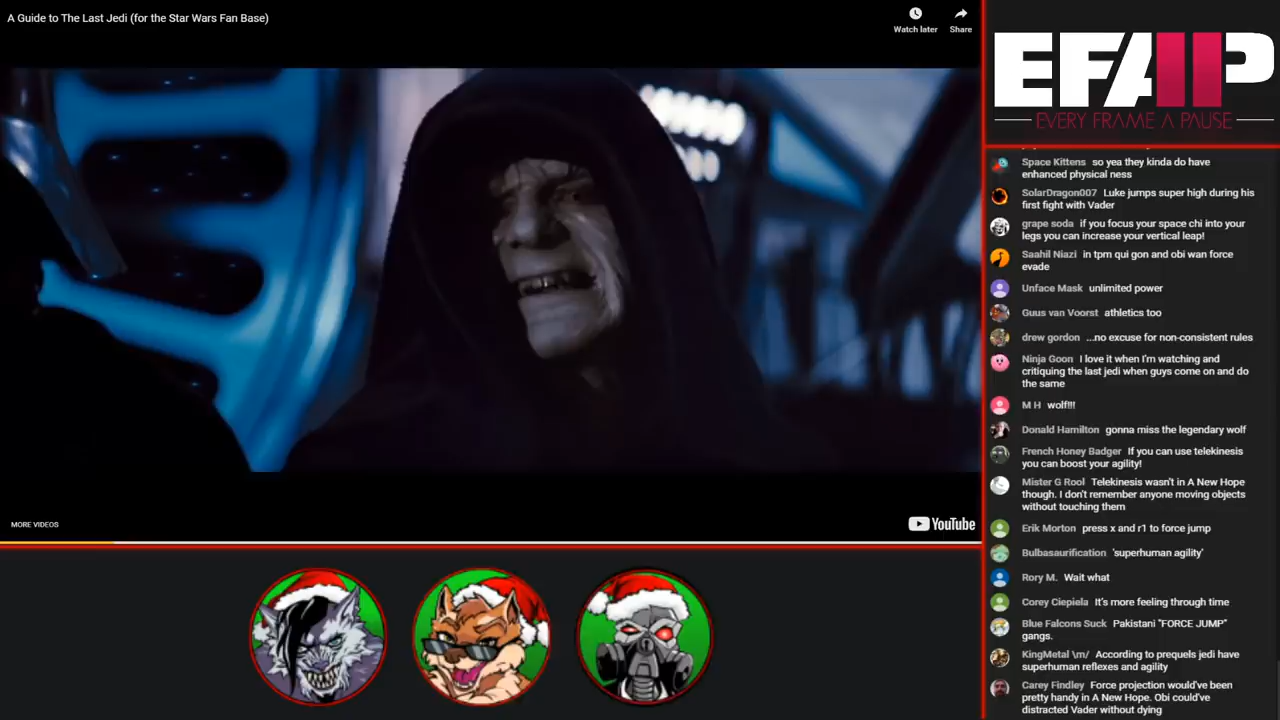 A Guide to The Last Jedi (for the Star Wars Fan Base)
Watch later
Share
MORE VIDEOS
YouTube
EFAP
EVERY FRAME A PAUSE
Space Kittens so yea they kinda do have
enhanced physical ness
SolarDragon007 Luke jumps super high during his
first fight with Vader
grape soda if you focus your space chi into your
legs you can increase your vertical leap!
Saahil Niazi in tpm qui gon and obi wan force
evade
Unface Mask unlimited power
Guus van Voorst athletics too
drew gordon ...no excuse for non-consistent rules
Ninja Goon I love it when I'm watching and
critiquing the last jedi when guys come on and do
the same
M H wolf!!!
Donald Hamilton gonna miss the legendary wolf
French Honey Badger If you can use telekinesis
you can boost your agility!
Mister G Rool Telekinesis wasn't in A New Hope
though. I don't remember anyone moving objects
without touching them
Erik Morton press x and r1 to force jump
Bulbasaurification 'superhuman agility'
Rory M. Wait what
Corey Ciepiela It's more feeling through time
Blue Falcons Suck Pakistani "FORCE JUMP"
gangs.
KingMetal \m/ According to prequels jedi have
superhuman reflexes and agility
Carey Findley Force projection would've been
pretty handy in A New Hope. Obi could've
distracted Vader without dying